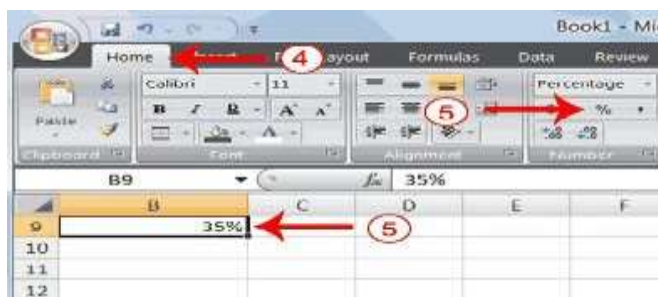 Book1 - Mi
Home Insert 4 ayout Formulas Data Review
Calibri 11 Percentage
Paste B I U A A 5 % ,
Clipboard Font Alignment Number
B9 fx 35%
B C D E F
9 35% 5
10
11
12